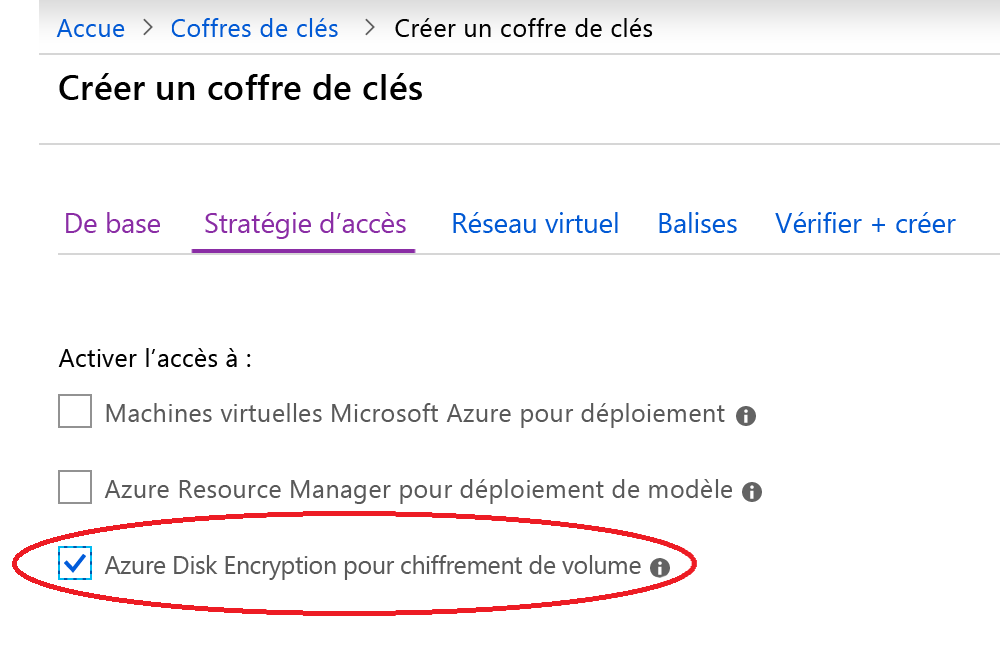 Accue > Coffres de clés > Créer un coffre de clés
Créer un coffre de clés
De base Stratégie d’accès Réseau virtuel Balises Vérifier + créer
Activer l’accès à :
Machines virtuelles Microsoft Azure pour déploiement
Azure Resource Manager pour déploiement de modèle
Azure Disk Encryption pour chiffrement de volume